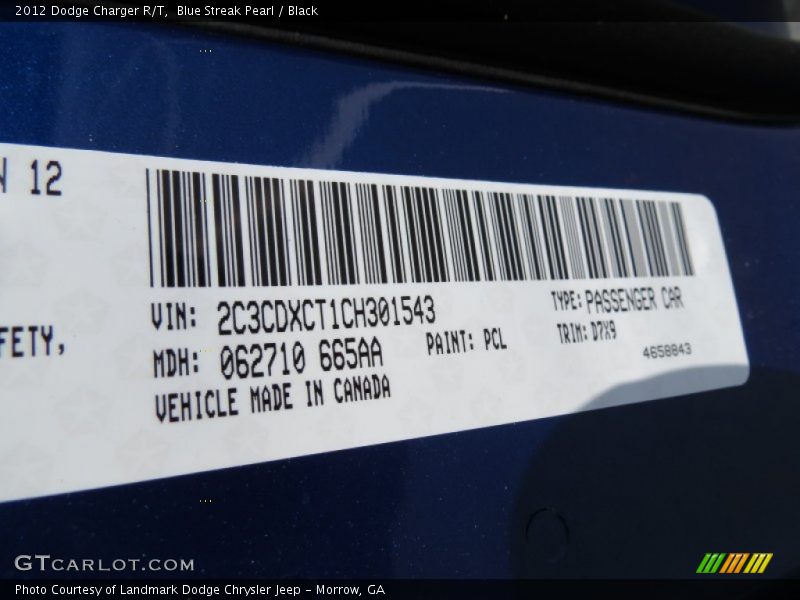 2012 Dodge Charger R/T, Blue Streak Pearl / Black
12
VIN: 2C3CDXCT1CH301543
TYPE: PASSENGER CAR
FETY,
MDH: 062710 665AA
PAINT: PCL
TRIM: D7X9
4658843
VEHICLE MADE IN CANADA
GTCARLOT.COM
Photo Courtesy of Landmark Dodge Chrysler Jeep - Morrow, GA